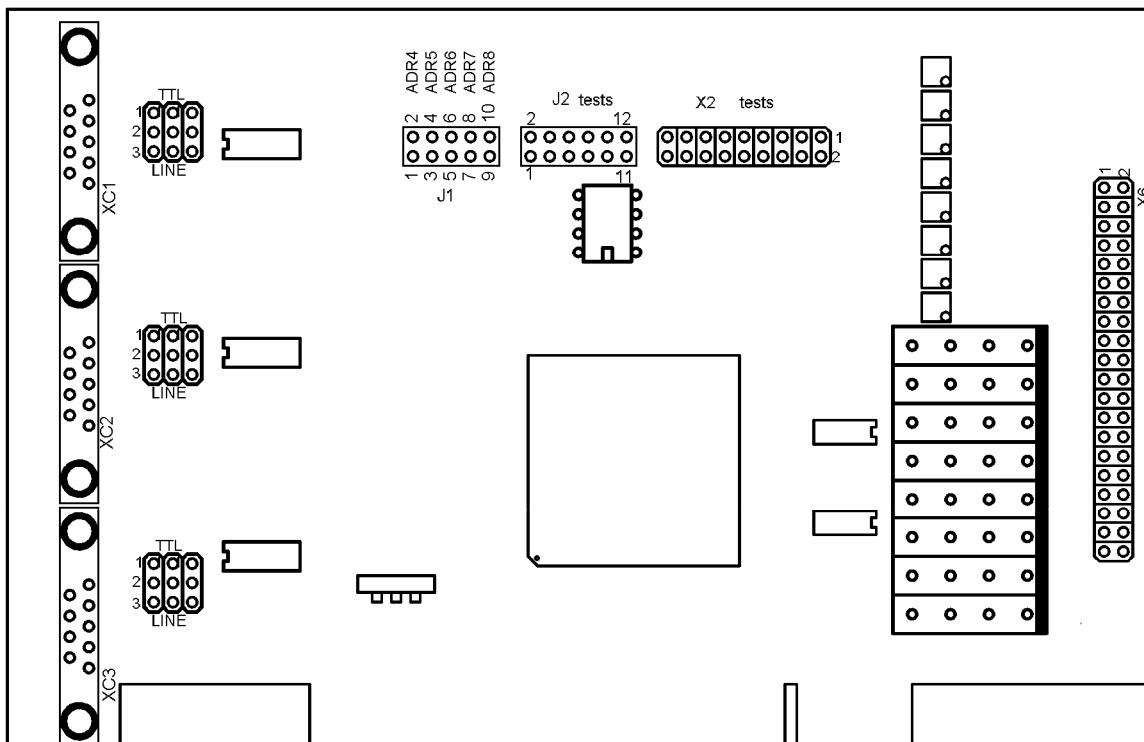 ADR4
ADR5
ADR6
ADR7
ADR8
2 4 6 8 10
1 3 5 7 9
J1
J2 tests
2 12
1 11
X2 tests
1
2
1 2
X6
TTL
1
2
3
LINE
XC1
TTL
1
2
3
LINE
XC2
TTL
1
2
3
LINE
XC3